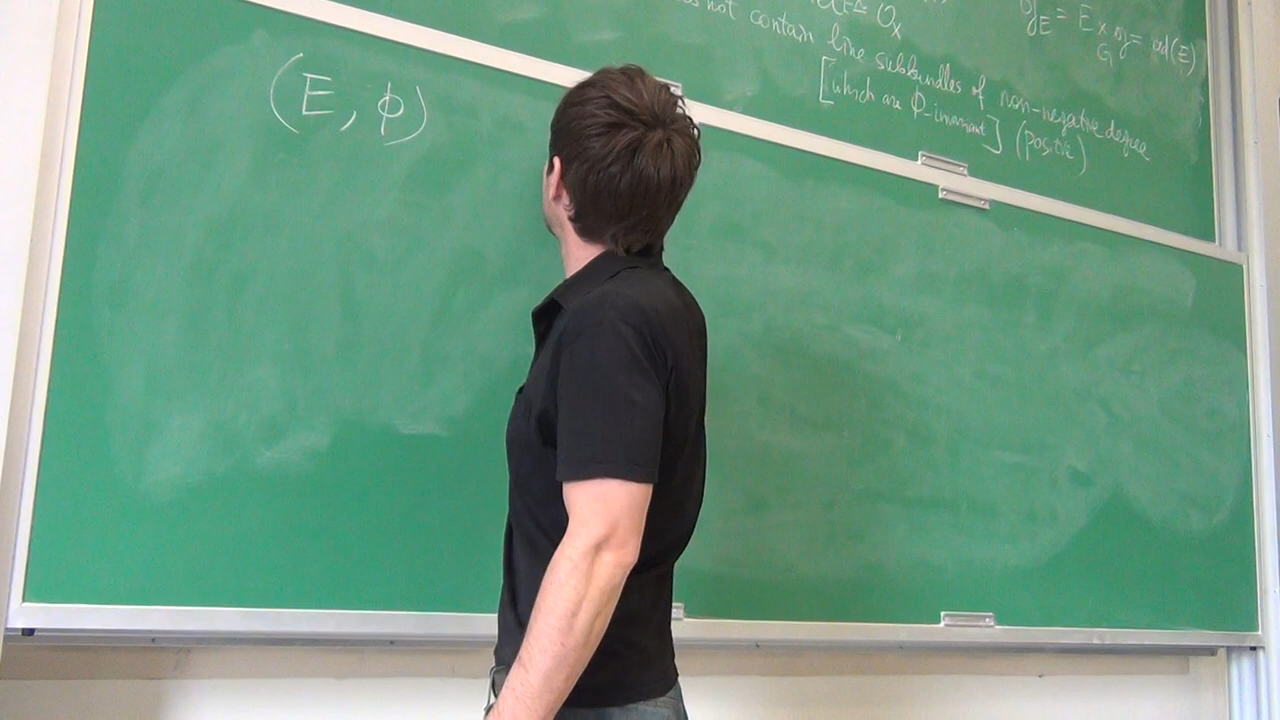 ≅ O_X
not contain line subbundles of non-negative degree
[which are ϕ-invariant] (positive)
𝔤_E = E ×_G 𝔤 = ad(E)
(E, ϕ)